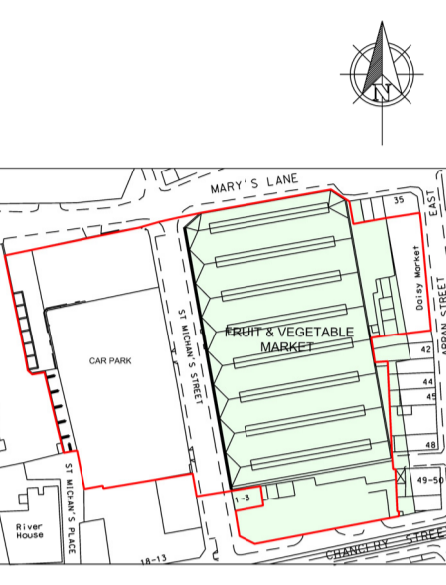 N
MARY'S LANE
35
EAST
Daisy Market
ARRAN STREET
ST MICHAN'S STREET
FRUIT & VEGETABLE
MARKET
CAR PARK
42
44
45
48
49-50
1-3
ST MICHAN'S PLACE
River
House
18-13
CHANCERY STREET